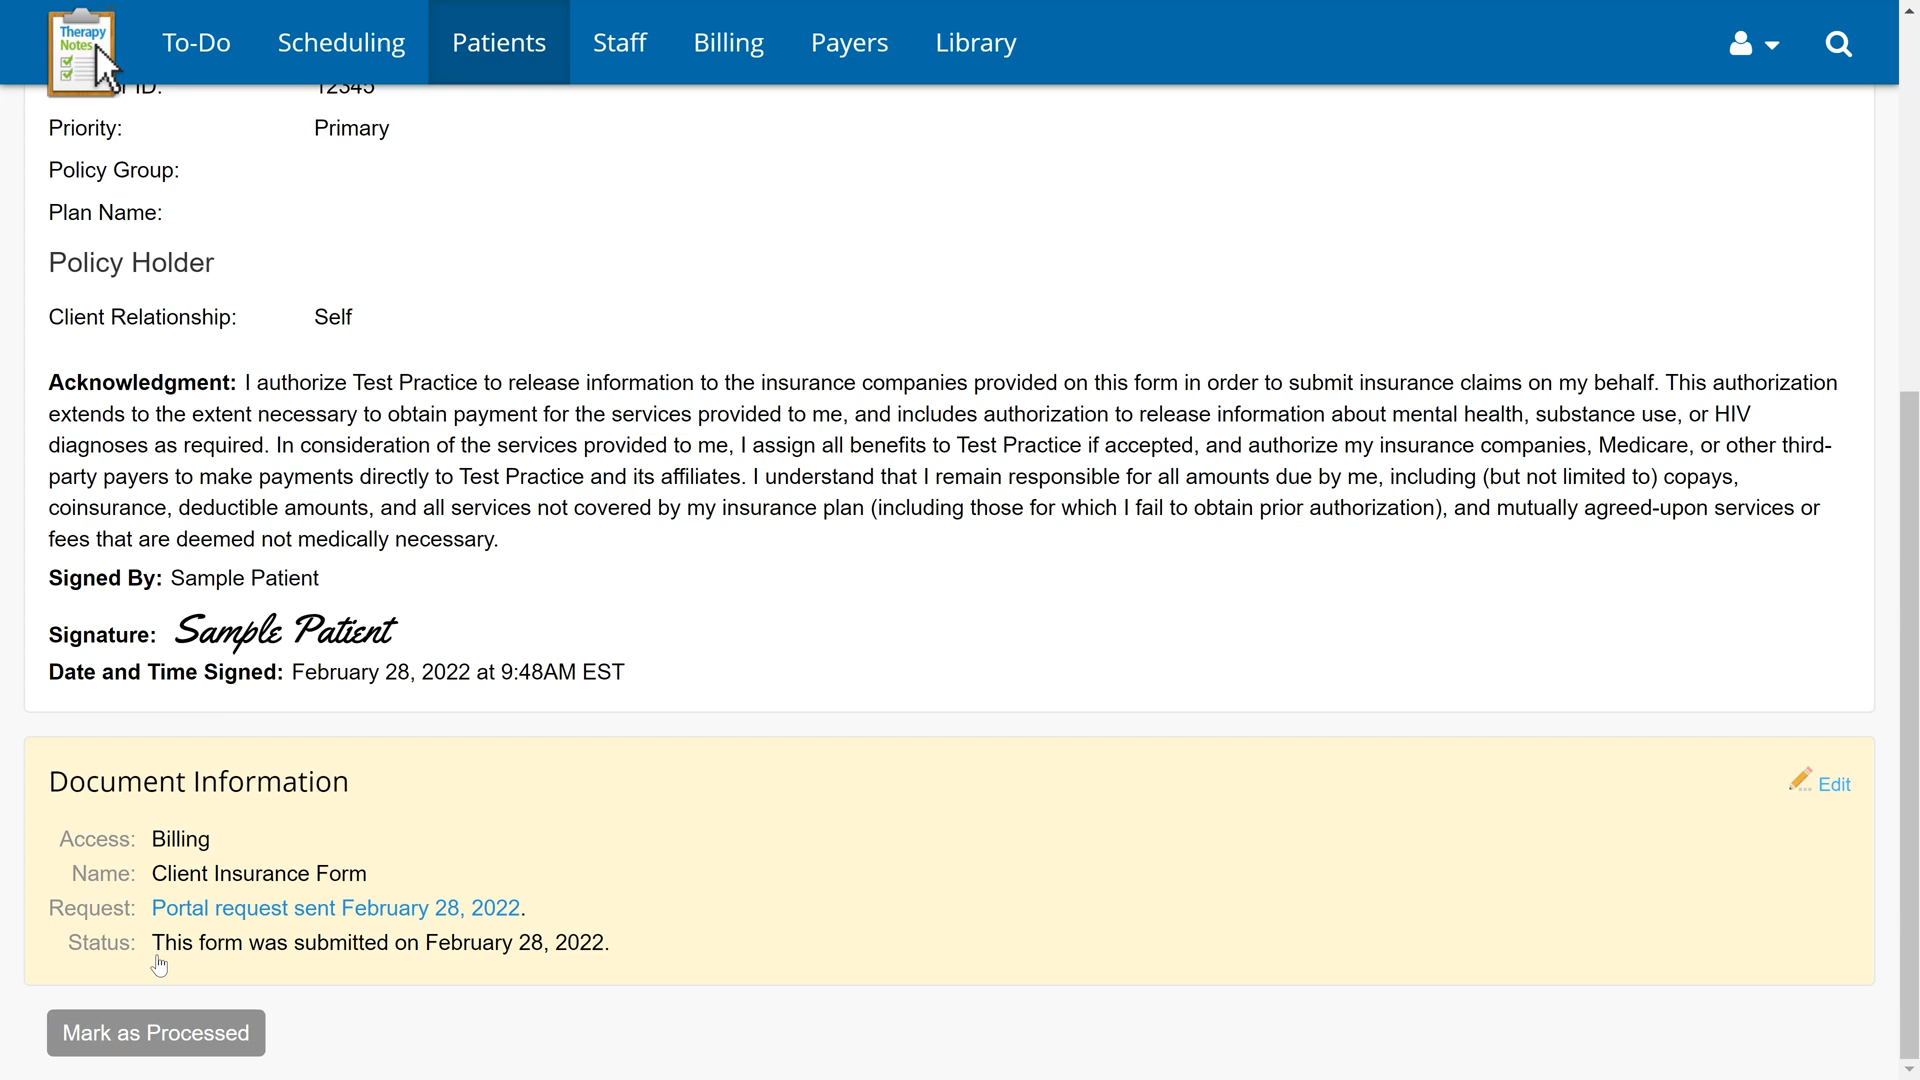 Therapy
Notes
To-Do
Scheduling
Patients
Staff
Billing
Payers
Library
ID:
12345
Priority:
Primary
Policy Group:
Plan Name:
Policy Holder
Client Relationship:
Self
Acknowledgment: I authorize Test Practice to release information to the insurance companies provided on this form in order to submit insurance claims on my behalf. This authorization
extends to the extent necessary to obtain payment for the services provided to me, and includes authorization to release information about mental health, substance use, or HIV
diagnoses as required. In consideration of the services provided to me, I assign all benefits to Test Practice if accepted, and authorize my insurance companies, Medicare, or other third-
party payers to make payments directly to Test Practice and its affiliates. I understand that I remain responsible for all amounts due by me, including (but not limited to) copays,
coinsurance, deductible amounts, and all services not covered by my insurance plan (including those for which I fail to obtain prior authorization), and mutually agreed-upon services or
fees that are deemed not medically necessary.
Signed By: Sample Patient
Signature: Sample Patient
Date and Time Signed: February 28, 2022 at 9:48AM EST
Document Information
Edit
Access: Billing
Name: Client Insurance Form
Request: Portal request sent February 28, 2022.
Status: This form was submitted on February 28, 2022.
Mark as Processed